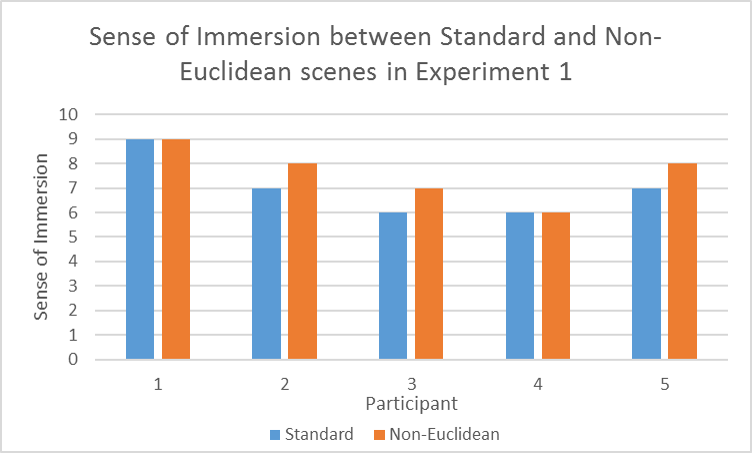 Sense of Immersion between Standard and Non-
Euclidean scenes in Experiment 1
10
9
8
7
6
5
4
3
2
1
0
Sense of Immersion
1 2 3 4 5
Participant
Standard Non-Euclidean